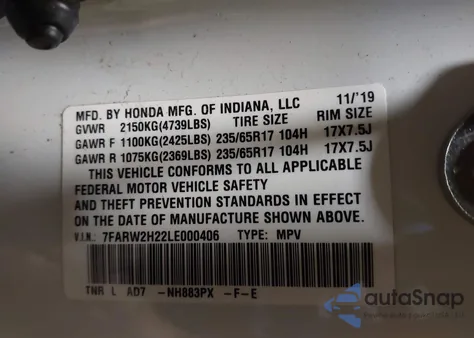 MFD. BY HONDA MFG. OF INDIANA, LLC 11/'19
GVWR 2150KG(4739LBS) TIRE SIZE RIM SIZE
GAWR F 1100KG(2425LBS) 235/65R17 104H 17X7.5J
GAWR R 1075KG(2369LBS) 235/65R17 104H 17X7.5J
THIS VEHICLE CONFORMS TO ALL APPLICABLE
FEDERAL MOTOR VEHICLE SAFETY
AND THEFT PREVENTION STANDARDS IN EFFECT
ON THE DATE OF MANUFACTURE SHOWN ABOVE.
V.I.N.: 7FARW2H22LE000406 TYPE: MPV
TNR L AD7 -NH883PX -F-E
autoSnap